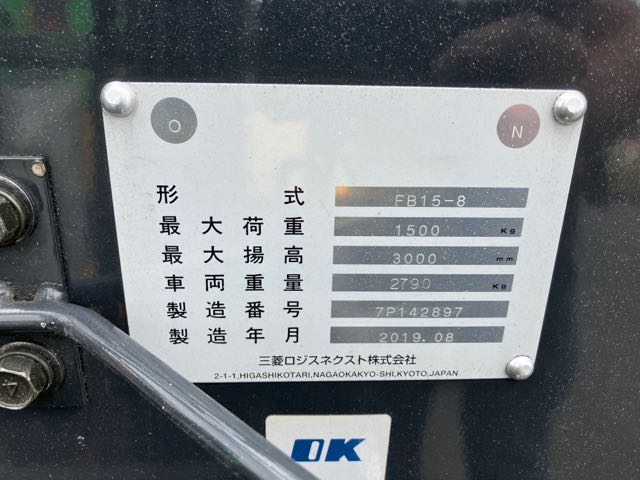 O N
形 式 FB15-8
最大荷重 1500 Kg
最大揚高 3000 mm
車両重量 2790 Kg
製造番号 7P142897
製造年月 2019.08
三菱ロジスネクスト株式会社
2-1-1,HIGASHIKOTARI,NAGAOKAKYO-SHI,KYOTO,JAPAN
OK
4